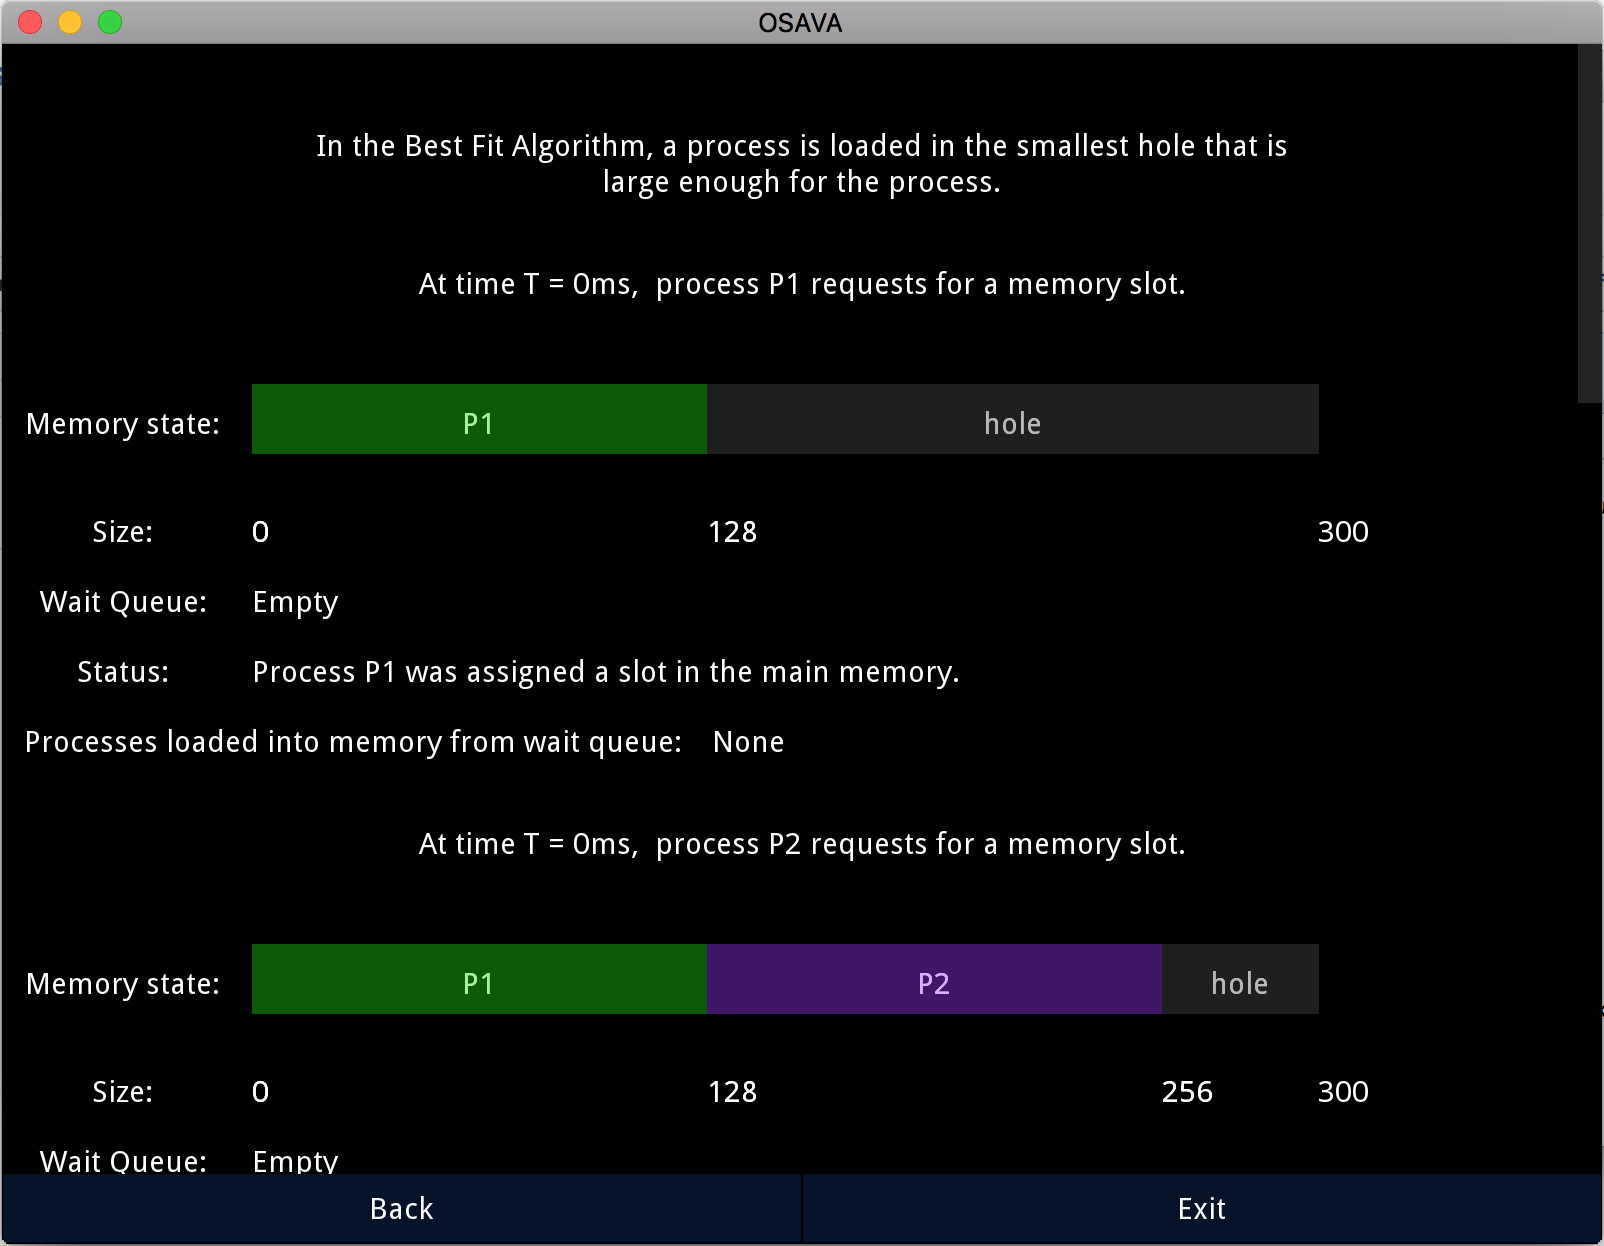 OSAVA
In the Best Fit Algorithm, a process is loaded in the smallest hole that is
large enough for the process.
At time T = 0ms,  process P1 requests for a memory slot.
Memory state: P1 hole
Size: 0 128 300
Wait Queue: Empty
Status: Process P1 was assigned a slot in the main memory.
Processes loaded into memory from wait queue: None
At time T = 0ms,  process P2 requests for a memory slot.
Memory state: P1 P2 hole
Size: 0 128 256 300
Wait Queue: Empty
Back Exit